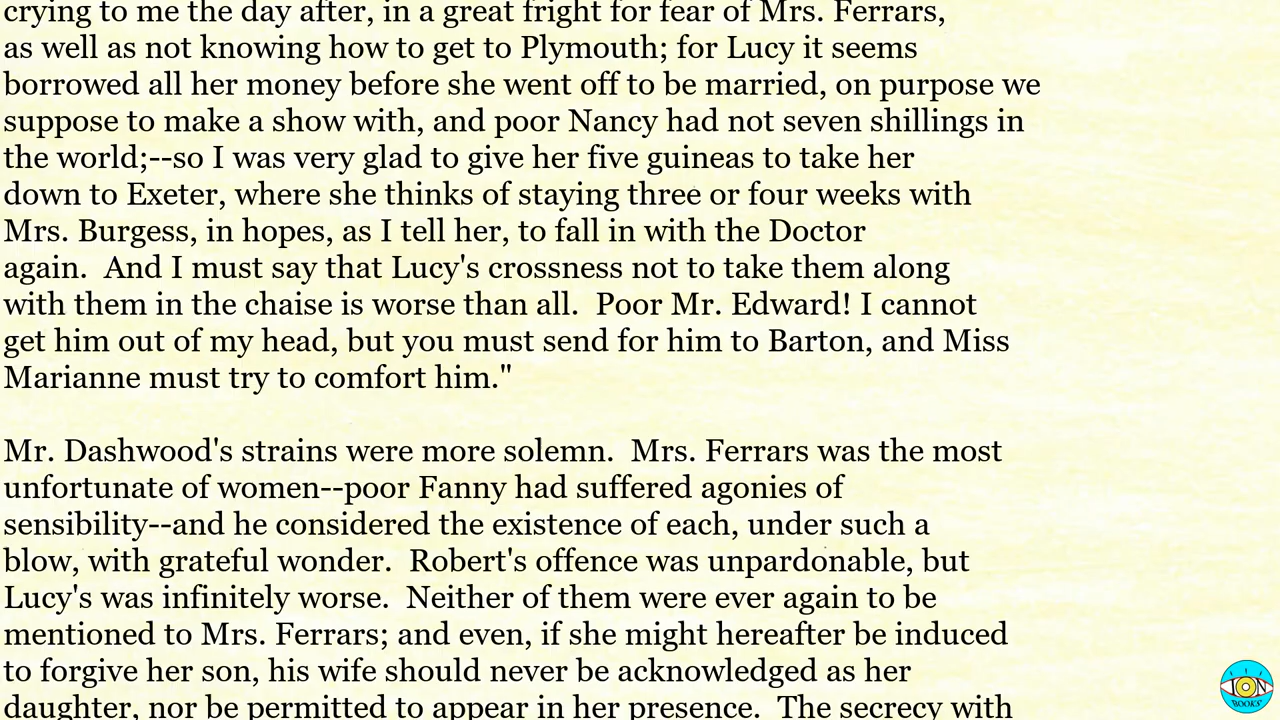 crying to me the day after, in a great fright for fear of Mrs. Ferrars,
as well as not knowing how to get to Plymouth; for Lucy it seems
borrowed all her money before she went off to be married, on purpose we
suppose to make a show with, and poor Nancy had not seven shillings in
the world;--so I was very glad to give her five guineas to take her
down to Exeter, where she thinks of staying three or four weeks with
Mrs. Burgess, in hopes, as I tell her, to fall in with the Doctor
again.  And I must say that Lucy's crossness not to take them along
with them in the chaise is worse than all.  Poor Mr. Edward! I cannot
get him out of my head, but you must send for him to Barton, and Miss
Marianne must try to comfort him."

Mr. Dashwood's strains were more solemn.  Mrs. Ferrars was the most
unfortunate of women--poor Fanny had suffered agonies of
sensibility--and he considered the existence of each, under such a
blow, with grateful wonder.  Robert's offence was unpardonable, but
Lucy's was infinitely worse.  Neither of them were ever again to be
mentioned to Mrs. Ferrars; and even, if she might hereafter be induced
to forgive her son, his wife should never be acknowledged as her
daughter, nor be permitted to appear in her presence.  The secrecy with
ION
BOOKS